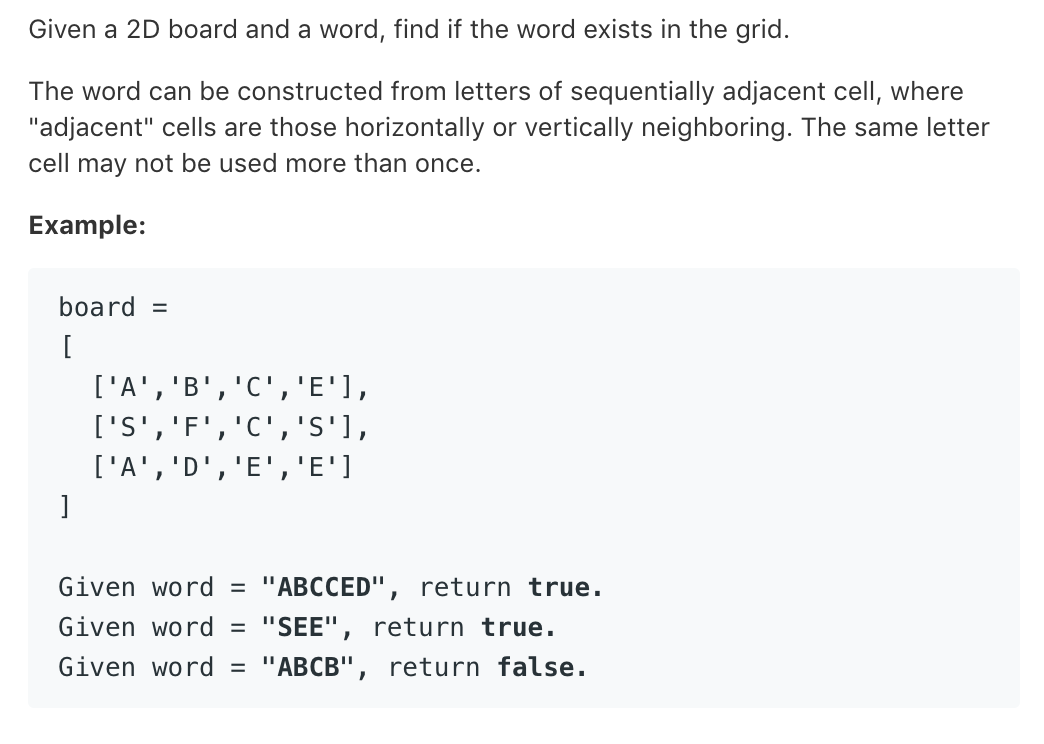 Given a 2D board and a word, find if the word exists in the grid.
The word can be constructed from letters of sequentially adjacent cell, where
"adjacent" cells are those horizontally or vertically neighboring. The same letter
cell may not be used more than once.
Example:
board =
[
  ['A','B','C','E'],
  ['S','F','C','S'],
  ['A','D','E','E']
]
Given word = "ABCCED", return true.
Given word = "SEE", return true.
Given word = "ABCB", return false.